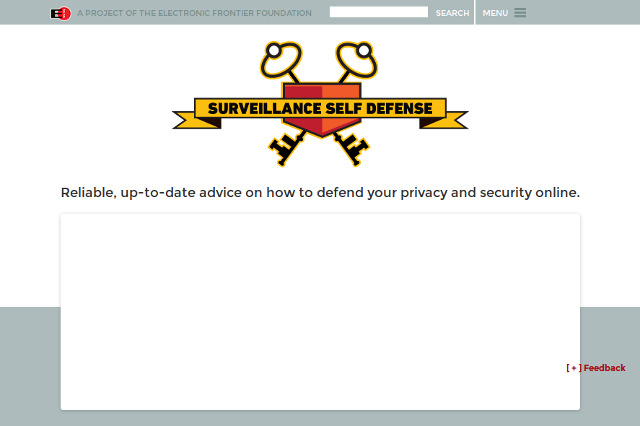 A PROJECT OF THE ELECTRONIC FRONTIER FOUNDATION
SEARCH
MENU
SURVEILLANCE SELF DEFENSE
Reliable, up-to-date advice on how to defend your privacy and security online.
[+] Feedback